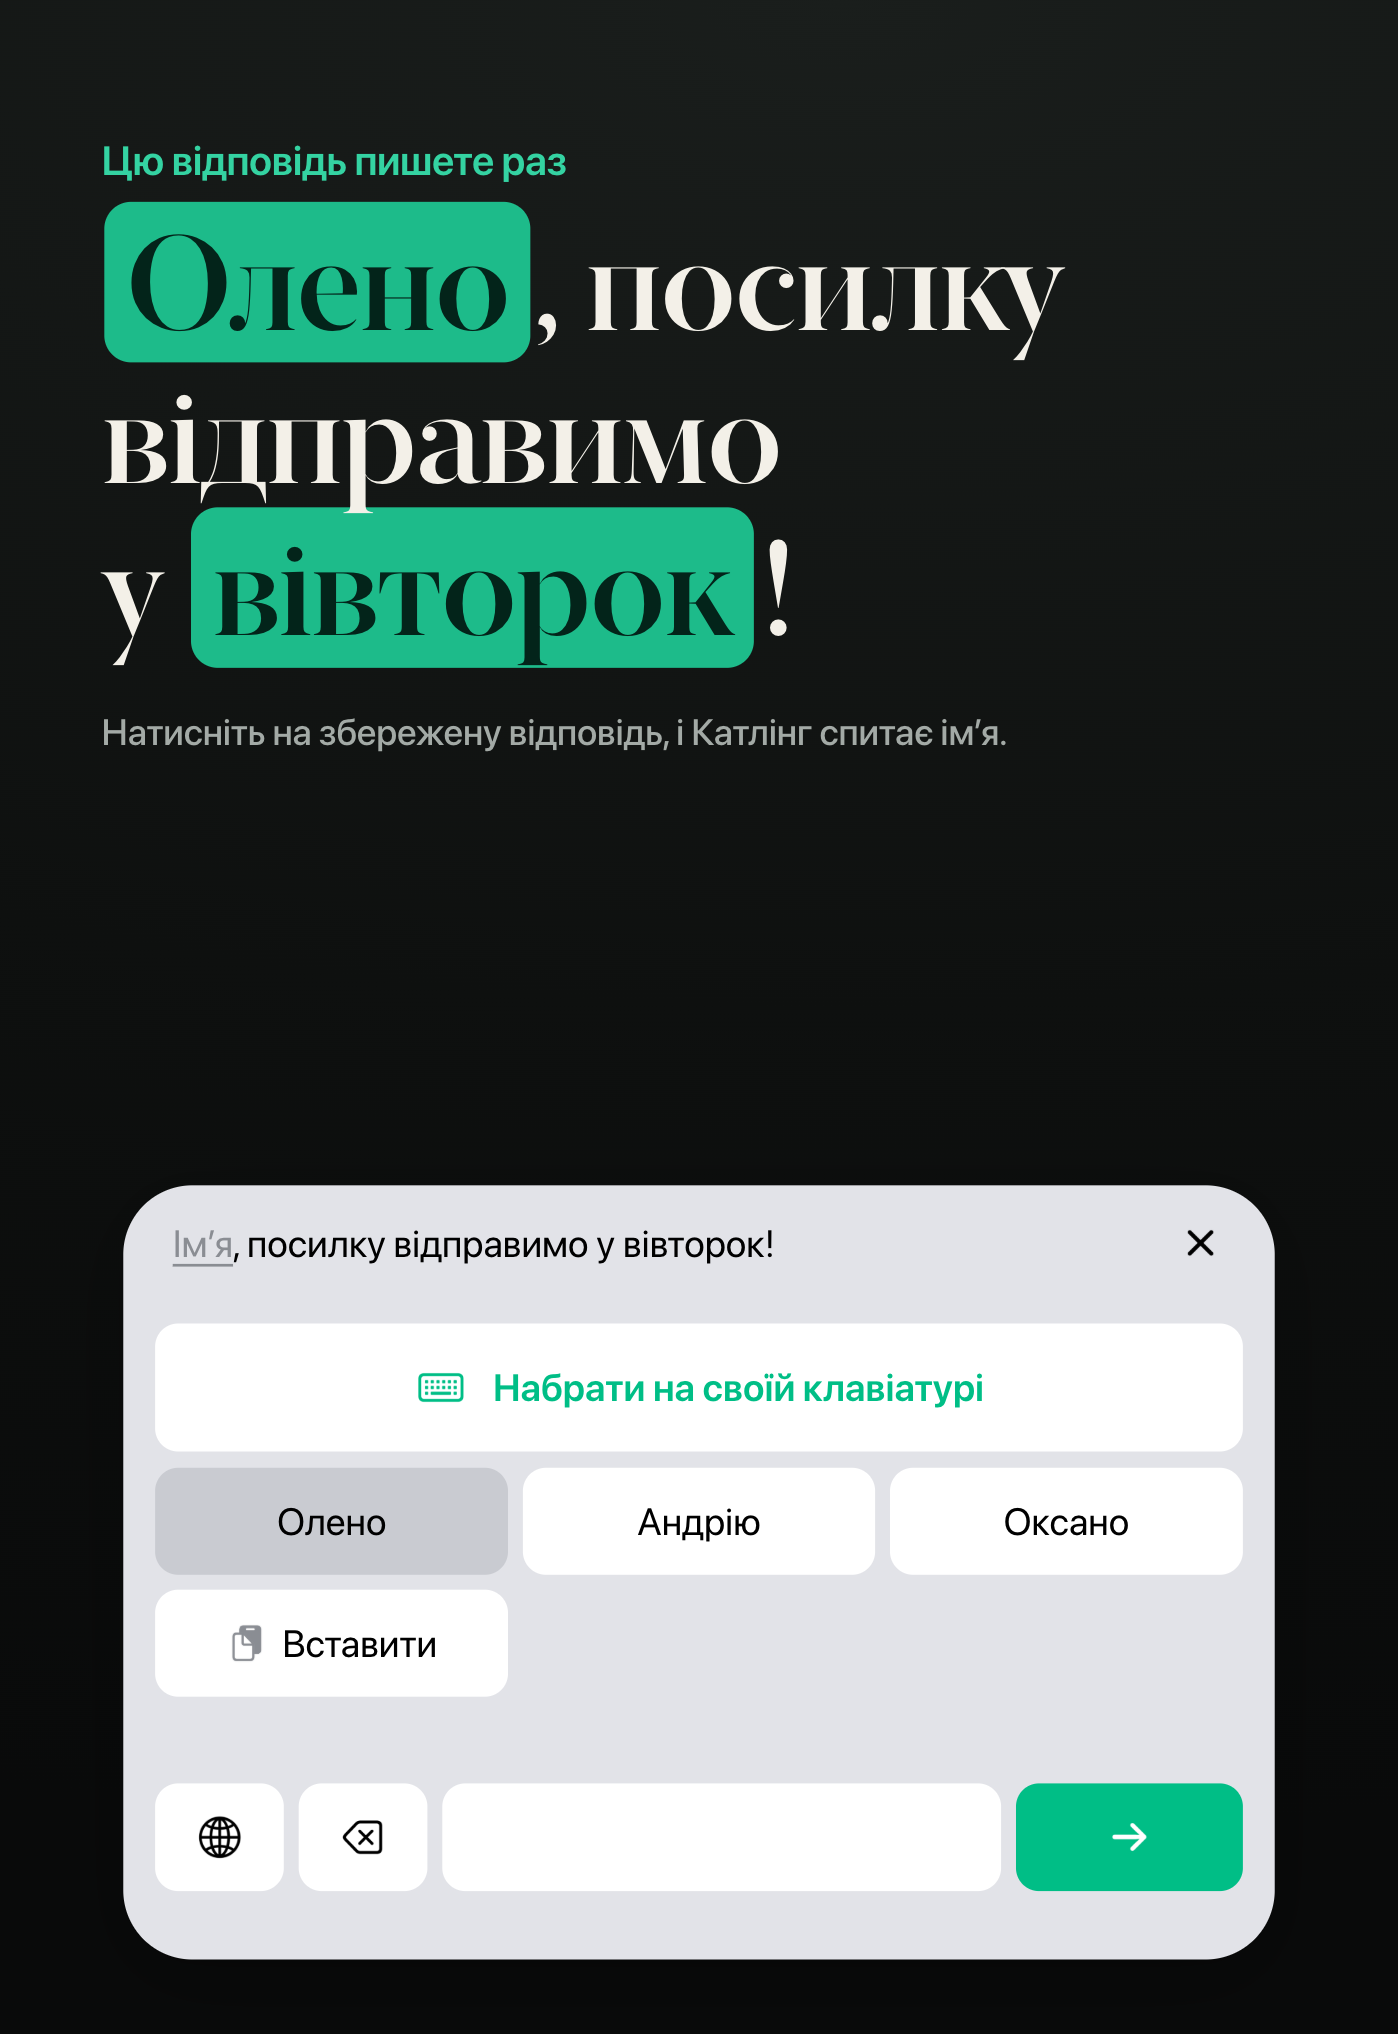 Цю відповідь пишете раз
Олено, посилку
відправимо
у вівторок!
Натисніть на збережену відповідь, і Катлінг спитає ім’я.
Ім’я, посилку відправимо у вівторок!
Набрати на своїй клавіатурі
Олено
Андрію
Оксано
Вставити